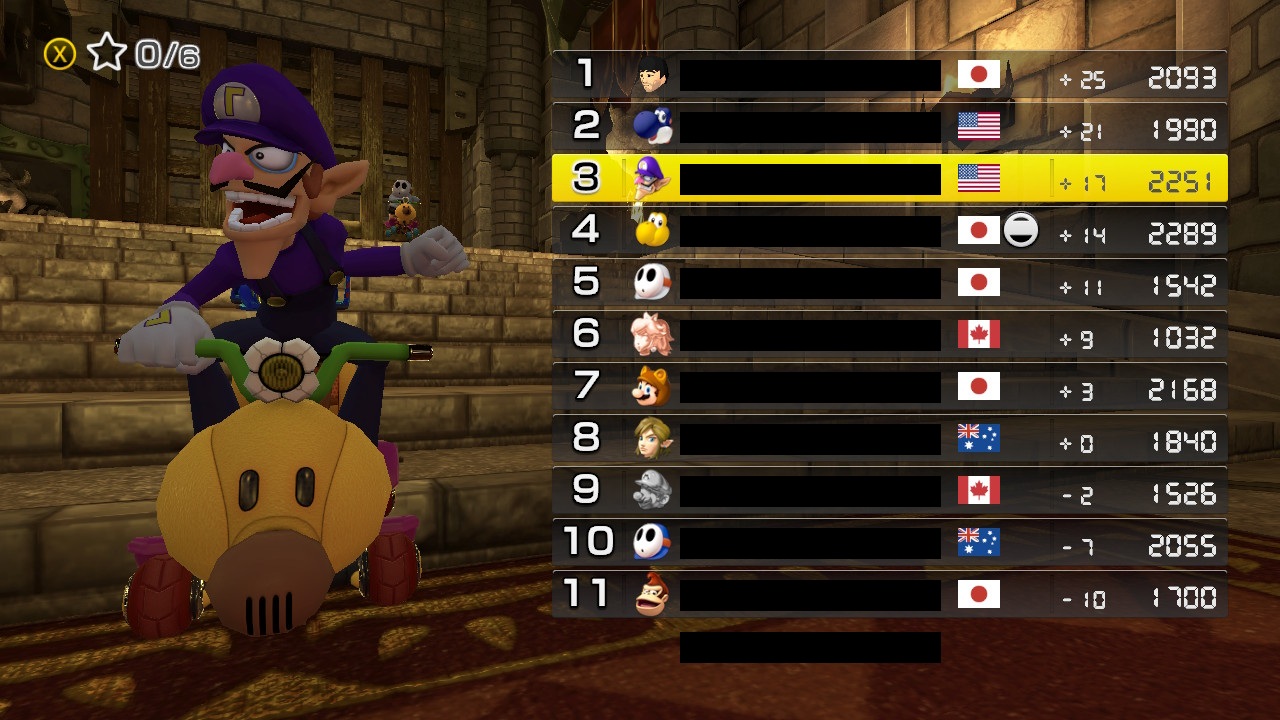 X 0/6
1 + 25 2093
2 + 21 1990
3 + 17 2251
4 + 14 2289
5 + 11 1542
6 + 9 1032
7 + 3 2168
8 + 0 1840
9 - 2 1526
10 - 7 2055
11 - 10 1700